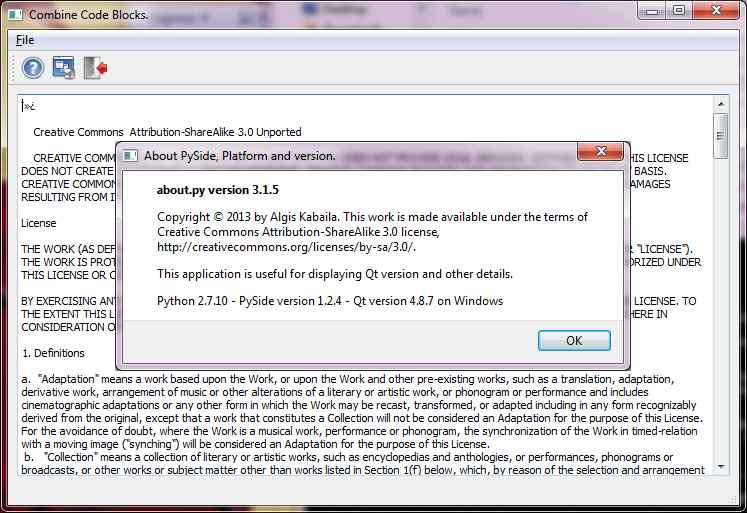 Combine Code Blocks.
File
»¿
Creative Commons Attribution-ShareAlike 3.0 Unported
CREATIVE COMM
HIS LICENSE
DOES NOT CREATE
BASIS.
CREATIVE COMMON
AMAGES
RESULTING FROM I
License
THE WORK (AS DEF
R "LICENSE").
THE WORK IS PROT
ORIZED UNDER
THIS LICENSE OR C
BY EXERCISING ANY
LICENSE. TO
THE EXTENT THIS L
HERE IN
CONSIDERATION O
1. Definitions
About PySide, Platform and version.
about.py version 3.1.5
Copyright © 2013 by Algis Kabaila. This work is made available under the terms of
Creative Commons Attribution-ShareAlike 3.0 license,
http://creativecommons.org/licenses/by-sa/3.0/.
This application is useful for displaying Qt version and other details.
Python 2.7.10 - PySide version 1.2.4 - Qt version 4.8.7 on Windows
OK
a. "Adaptation" means a work based upon the Work, or upon the Work and other pre-existing works, such as a translation, adaptation,
derivative work, arrangement of music or other alterations of a literary or artistic work, or phonogram or performance and includes
cinematographic adaptations or any other form in which the Work may be recast, transformed, or adapted including in any form recognizably
derived from the original, except that a work that constitutes a Collection will not be considered an Adaptation for the purpose of this License.
For the avoidance of doubt, where the Work is a musical work, performance or phonogram, the synchronization of the Work in timed-relation
with a moving image ("synching") will be considered an Adaptation for the purpose of this License.
b. "Collection" means a collection of literary or artistic works, such as encyclopedias and anthologies, or performances, phonograms or
broadcasts, or other works or subject matter other than works listed in Section 1(f) below, which, by reason of the selection and arrangement